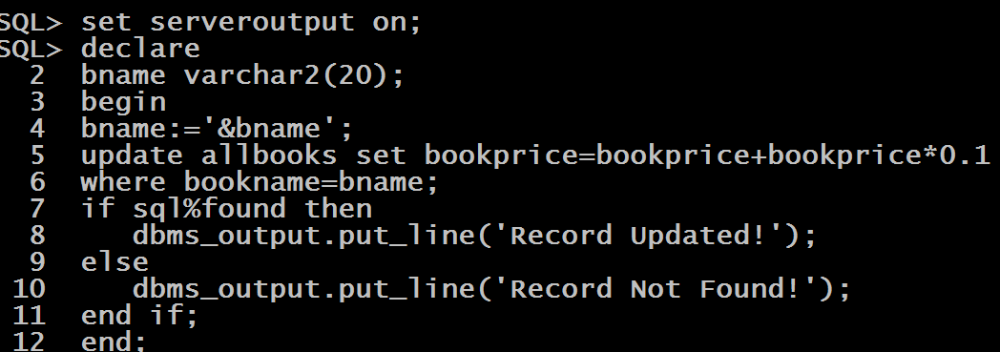 SQL> set serveroutput on;
SQL> declare
  2  bname varchar2(20);
  3  begin
  4  bname:='&bname';
  5  update allbooks set bookprice=bookprice+bookprice*0.1
  6  where bookname=bname;
  7  if sql%found then
  8     dbms_output.put_line('Record Updated!');
  9  else
 10     dbms_output.put_line('Record Not Found!');
 11  end if;
 12  end;